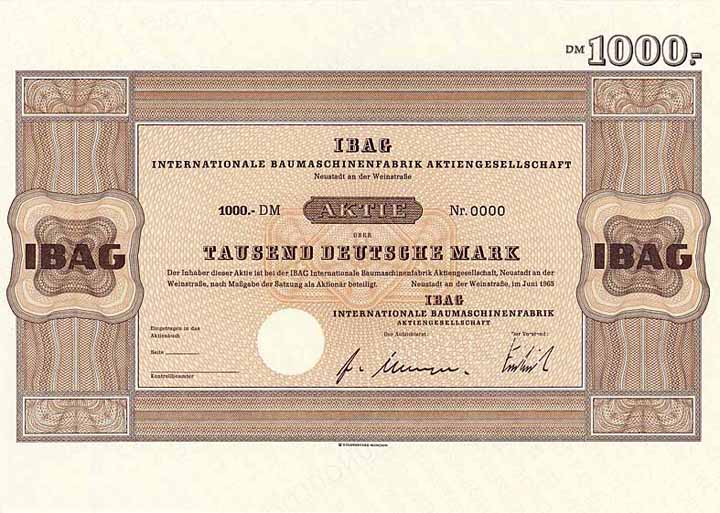 DM 1000.-
IBAG
INTERNATIONALE BAUMASCHINENFABRIK AKTIENGESELLSCHAFT
Neustadt an der Weinstraße
1000.- DM AKTIE Nr. 0000
ÜBER
TAUSEND DEUTSCHE MARK
IBAG
IBAG
Der Inhaber dieser Aktie ist bei der IBAG Internationale Baumaschinenfabrik Aktiengesellschaft, Neustadt an der
Weinstraße, nach Maßgabe der Satzung als Aktionär beteiligt. Neustadt an der Weinstraße, im Juni 1965
IBAG
INTERNATIONALE BAUMASCHINENFABRIK
AKTIENGESELLSCHAFT
Eingetragen in das
Aktienbuch
Der Aufsichtsrat:
Der Vorstand:
Seite
Kontrollbeamter